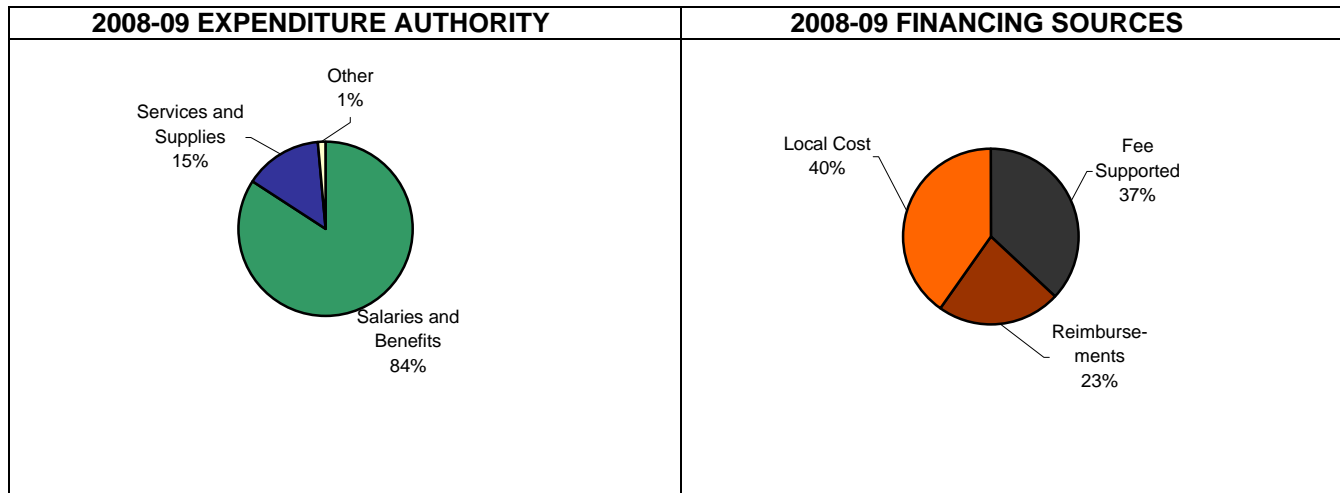 2008-09 EXPENDITURE AUTHORITY
Other
1%
Services and
Supplies
15%
Salaries and
Benefits
84%
2008-09 FINANCING SOURCES
Local Cost
40%
Fee
Supported
37%
Reimburse-
ments
23%